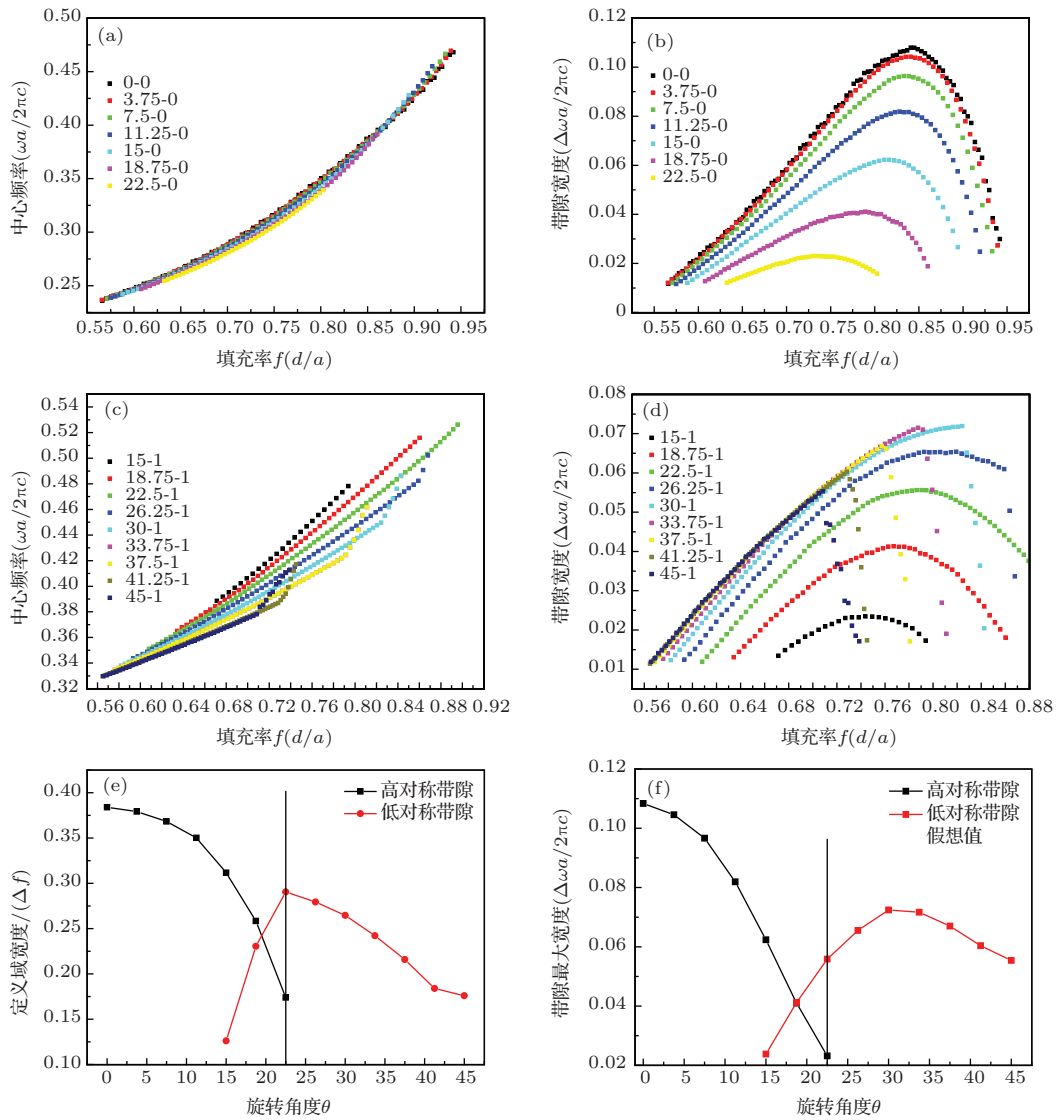 (a)
0.50
0.45
0.40
0.35
0.30
0.25
中心频率(ωa/2πc)
0-0
3.75-0
7.5-0
11.25-0
15-0
18.75-0
22.5-0
0.55 0.60 0.65 0.70 0.75 0.80 0.85 0.90 0.95
填充率f(d/a)
(b)
0.12
0.10
0.08
0.06
0.04
0.02
0
带隙宽度(Δωa/2πc)
0-0
3.75-0
7.5-0
11.25-0
15-0
18.75-0
22.5-0
0.55 0.60 0.65 0.70 0.75 0.80 0.85 0.90 0.95
填充率f(d/a)
(c)
0.54
0.52
0.50
0.48
0.46
0.44
0.42
0.40
0.38
0.36
0.34
0.32
中心频率(ωa/2πc)
15-1
18.75-1
22.5-1
26.25-1
30-1
33.75-1
37.5-1
41.25-1
45-1
0.56 0.60 0.64 0.68 0.72 0.76 0.80 0.84 0.88 0.92
填充率f(d/a)
(d)
0.08
0.07
0.06
0.05
0.04
0.03
0.02
0.01
带隙宽度(Δωa/2πc)
15-1
18.75-1
22.5-1
26.25-1
30-1
33.75-1
37.5-1
41.25-1
45-1
0.56 0.60 0.64 0.68 0.72 0.76 0.80 0.84 0.88
填充率f(d/a)
(e)
0.40
0.35
0.30
0.25
0.20
0.15
0.10
定义域宽度/(Δf)
高对称带隙
低对称带隙
0 5 10 15 20 25 30 35 40 45
旋转角度θ
(f)
0.12
0.10
0.08
0.06
0.04
0.02
带隙最大宽度(Δωa/2πc)
高对称带隙
低对称带隙
假想值
0 5 10 15 20 25 30 35 40 45
旋转角度θ